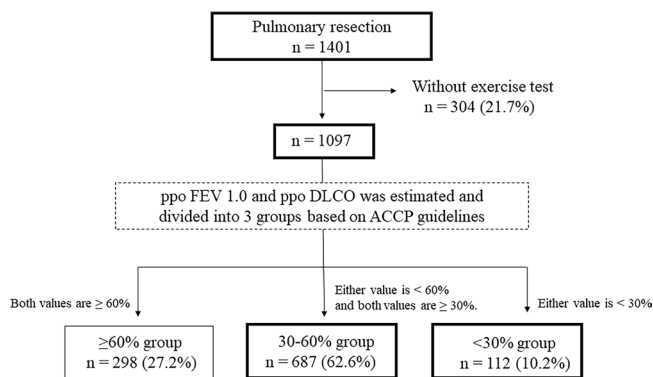 Pulmonary resection
n = 1401
Without exercise test
n = 304 (21.7%)
n = 1097
ppo FEV 1.0 and ppo DLCO was estimated and
divided into 3 groups based on ACCP guidelines
Both values are ≥ 60%
Either value is < 60%
and both values are ≥ 30%.
Either value is < 30%
≥60% group
n = 298 (27.2%)
30-60% group
n = 687 (62.6%)
<30% group
n = 112 (10.2%)